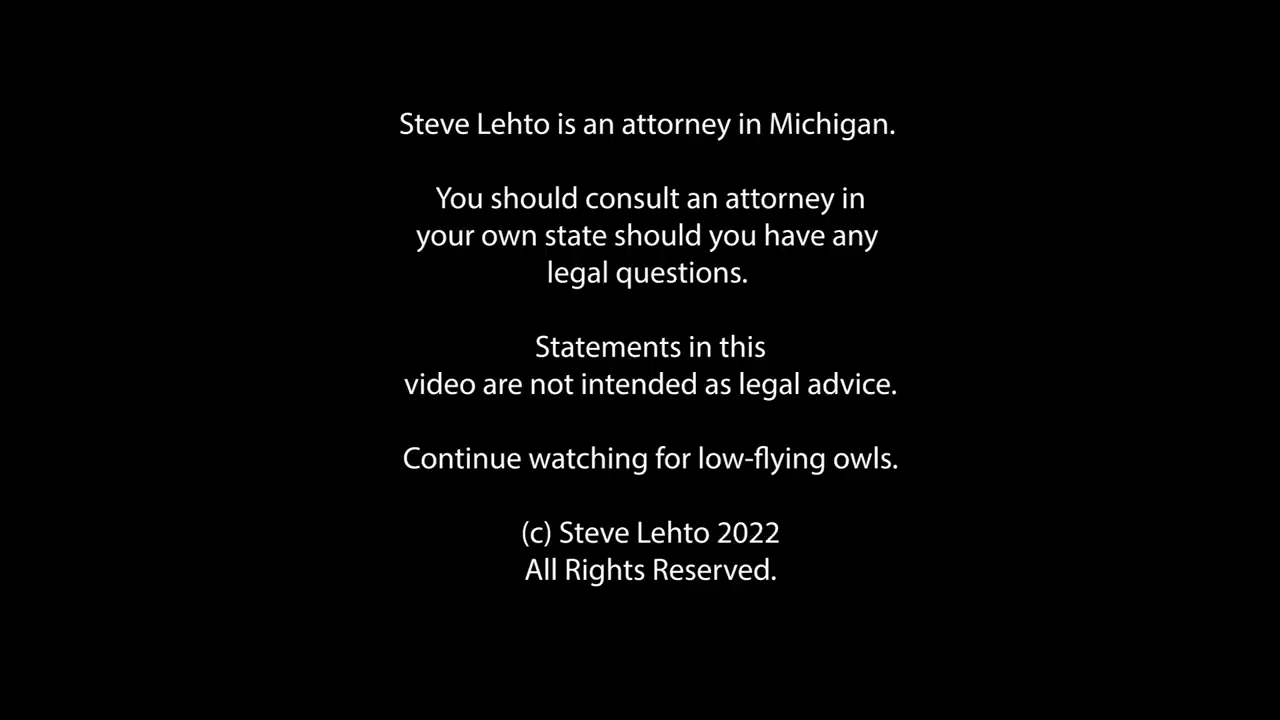 Steve Lehto is an attorney in Michigan.
You should consult an attorney in
your own state should you have any
legal questions.
Statements in this
video are not intended as legal advice.
Continue watching for low-flying owls.
(c) Steve Lehto 2022
All Rights Reserved.